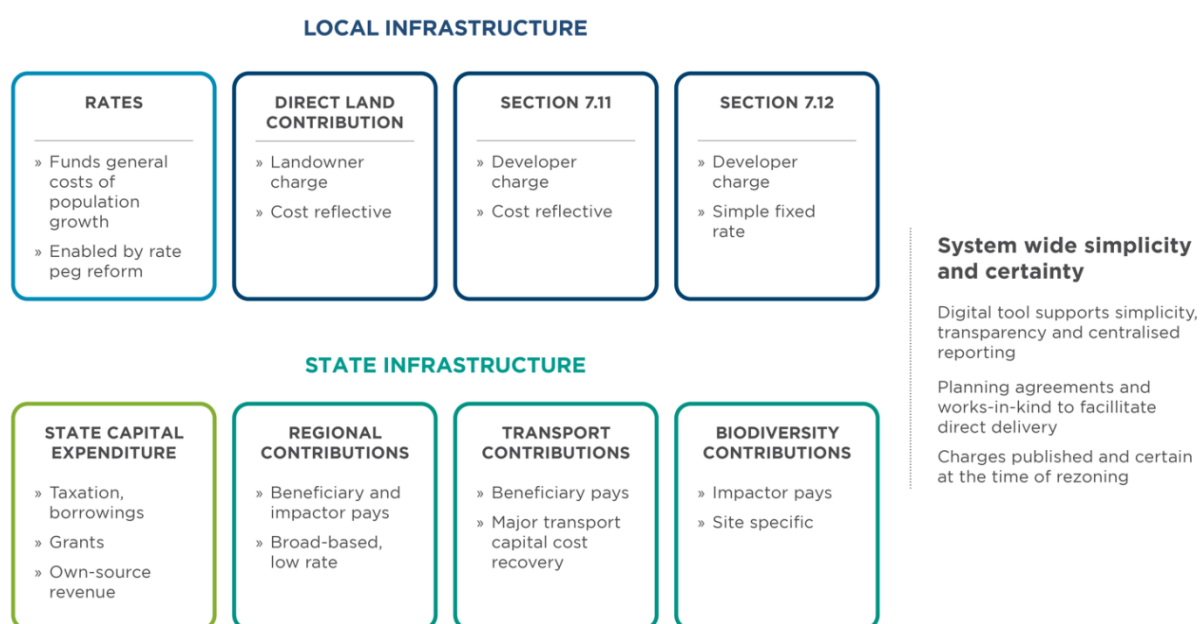 LOCAL INFRASTRUCTURE
RATES
» Funds general
costs of
population
growth
» Enabled by rate
peg reform
DIRECT LAND
CONTRIBUTION
» Landowner
charge
» Cost reflective
SECTION 7.11
» Developer
charge
» Cost reflective
SECTION 7.12
» Developer
charge
» Simple fixed
rate
STATE INFRASTRUCTURE
STATE CAPITAL
EXPENDITURE
» Taxation,
borrowings
» Grants
» Own-source
revenue
REGIONAL
CONTRIBUTIONS
» Beneficiary and
impactor pays
» Broad-based,
low rate
TRANSPORT
CONTRIBUTIONS
» Beneficiary pays
» Major transport
capital cost
recovery
BIODIVERSITY
CONTRIBUTIONS
» Impactor pays
» Site specific
System wide simplicity
and certainty
Digital tool supports simplicity,
transparency and centralised
reporting
Planning agreements and
works-in-kind to facillitate
direct delivery
Charges published and certain
at the time of rezoning